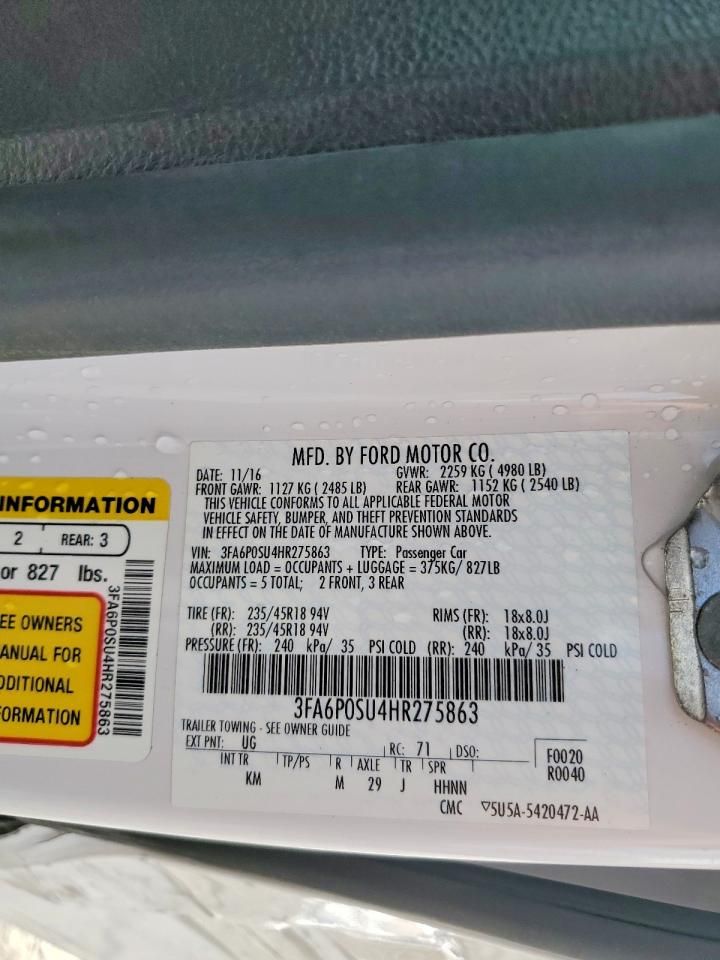 MFD. BY FORD MOTOR CO.
DATE: 11/16 GVWR: 2259 KG ( 4980 LB)
FRONT GAWR: 1127 KG ( 2485 LB) REAR GAWR: 1152 KG ( 2540 LB)
THIS VEHICLE CONFORMS TO ALL APPLICABLE FEDERAL MOTOR
VEHICLE SAFETY, BUMPER, AND THEFT PREVENTION STANDARDS
IN EFFECT ON THE DATE OF MANUFACTURE SHOWN ABOVE.
VIN: 3FA6P0SU4HR275863 TYPE: Passenger Car
MAXIMUM LOAD = OCCUPANTS + LUGGAGE = 375KG/ 827LB
OCCUPANTS = 5 TOTAL; 2 FRONT, 3 REAR
TIRE (FR): 235/45R18 94V RIMS (FR): 18x8.0J
(RR): 235/45R18 94V (RR): 18x8.0J
PRESSURE (FR): 240 kPa/ 35 PSI COLD (RR): 240 kPa/ 35 PSI COLD
3FA6P0SU4HR275863
TRAILER TOWING - SEE OWNER GUIDE
EXT PNT: UG RC: 71 DSO: F0020
INT TR TP/PS R AXLE TR SPR R0040
KM M 29 J HHNN
CMC ▽5U5A-5420472-AA
INFORMATION
2 REAR: 3
or 827 lbs.
EE OWNERS
ANUAL FOR
DDITIONAL
FORMATION
3FA6P0SU4HR275863